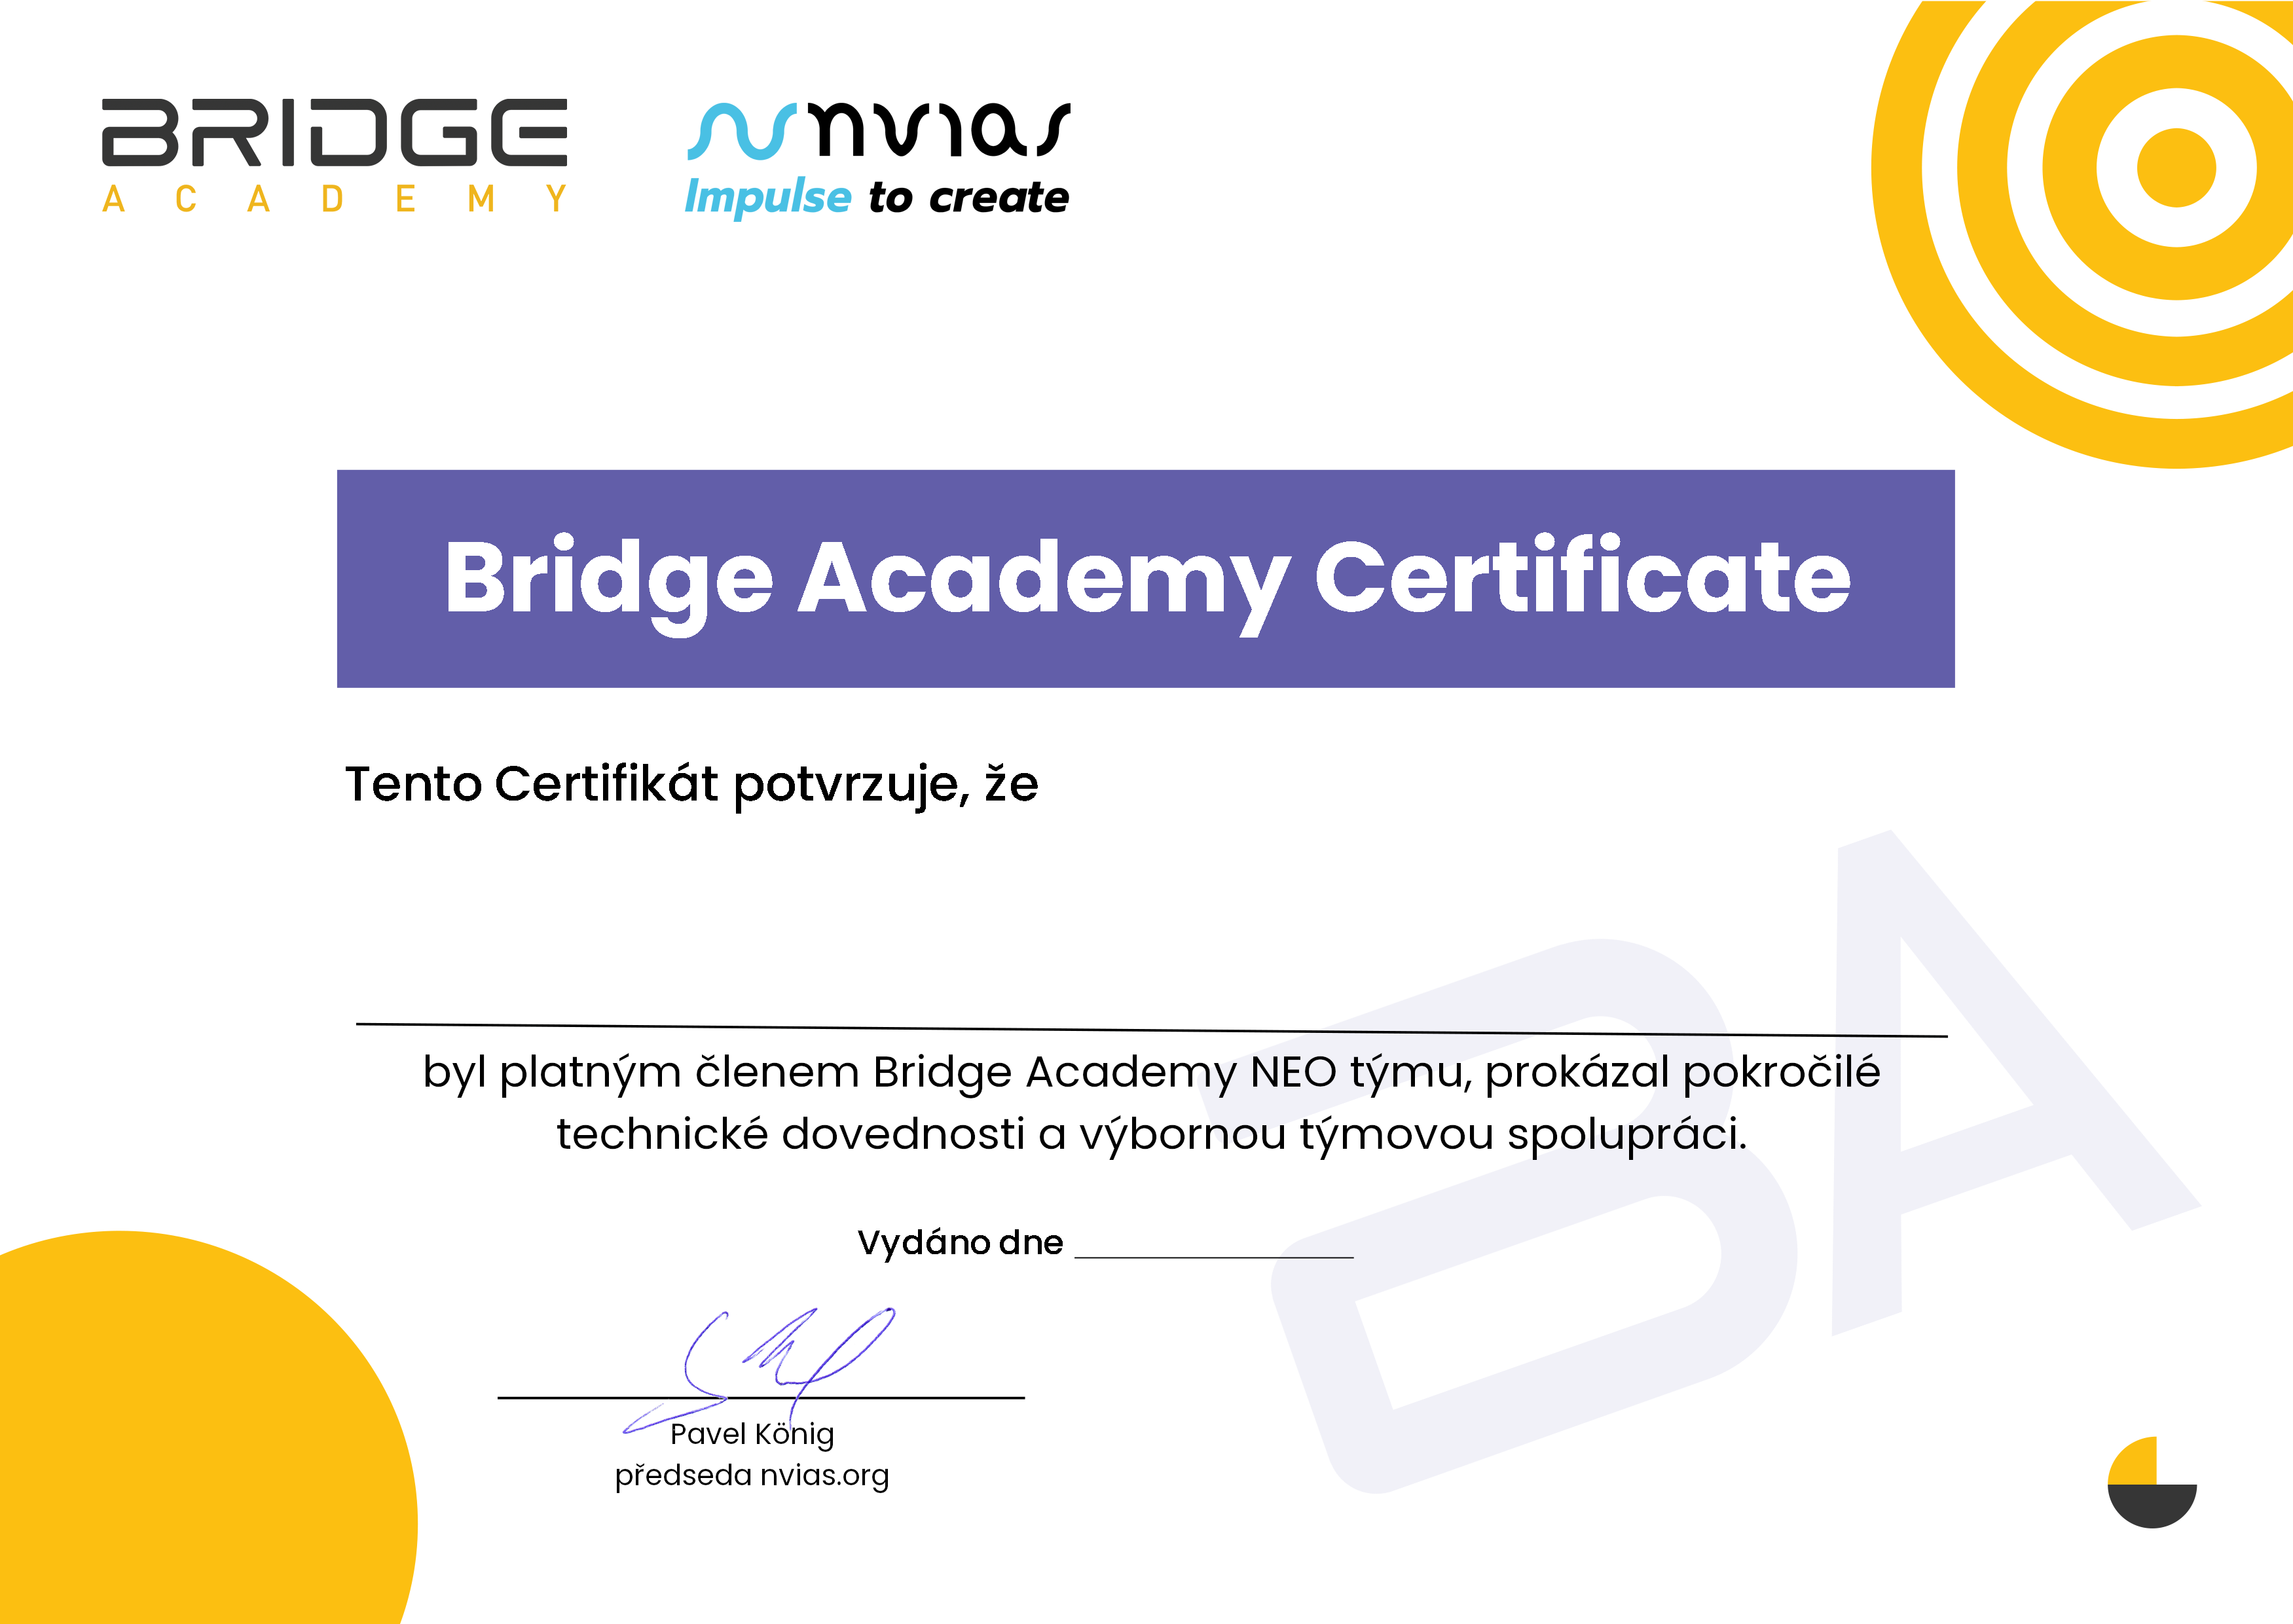 BRIDGE
ACADEMY
nvias
Impulse to create
Bridge Academy Certificate
Tento Certifikát potvrzuje, že
byl platným členem Bridge Academy NEO týmu, prokázal pokročilé
technické dovednosti a výbornou týmovou spolupráci.
Vydáno dne
Pavel König
předseda nvias.org
BA